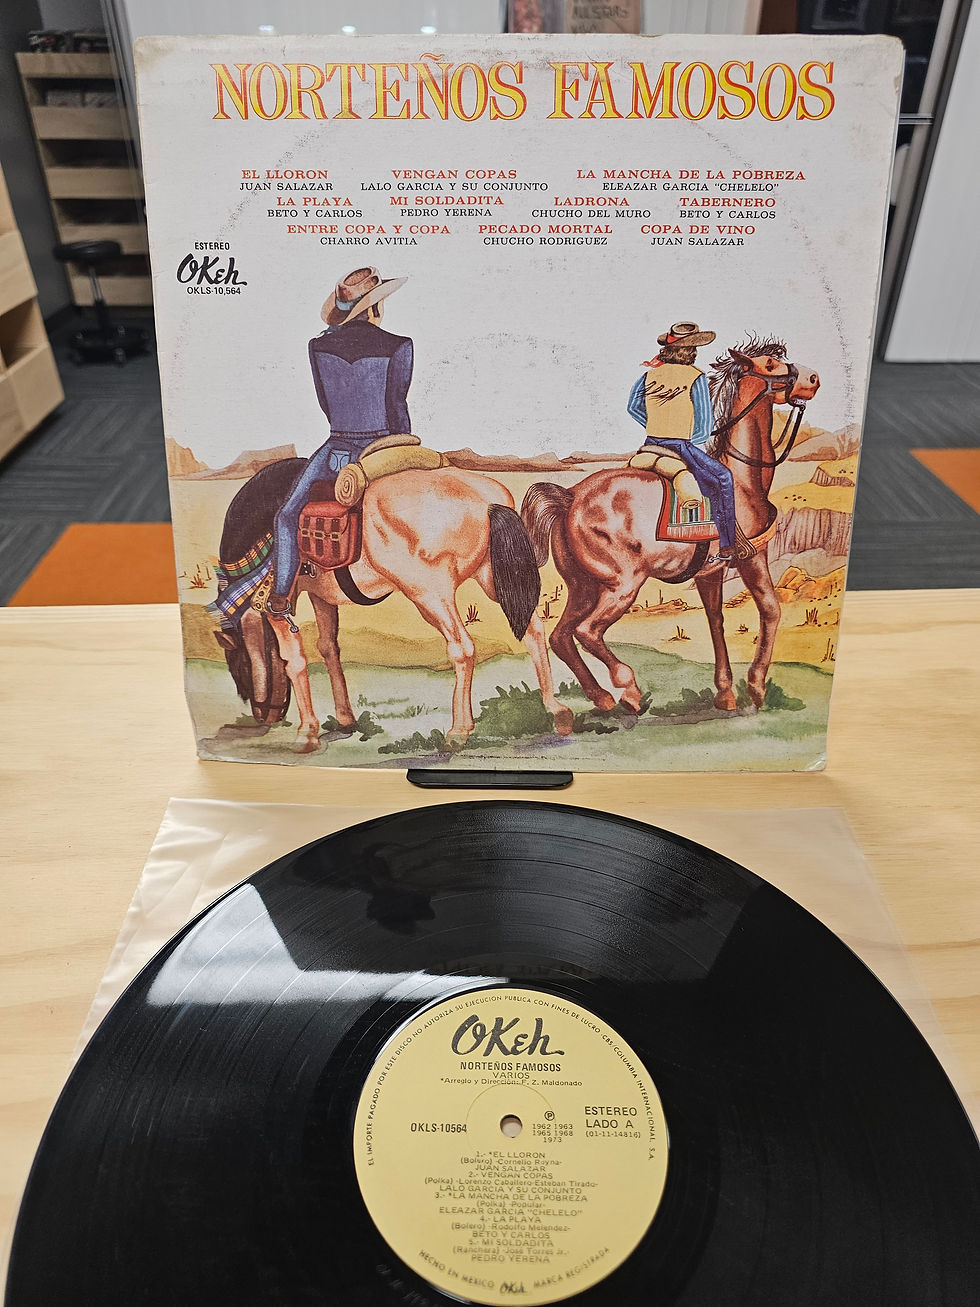 NORTEÑOS FAMOSOS
EL LLORON VENGAN COPAS LA MANCHA DE LA POBREZA
JUAN SALAZAR LALO GARCIA Y SU CONJUNTO ELEAZAR GARCIA "CHELELO"
LA PLAYA MI SOLDADITA LADRONA TABERNERO
BETO Y CARLOS PEDRO YERENA CHUCHO DEL MURO BETO Y CARLOS
ENTRE COPA Y COPA PECADO MORTAL COPA DE VINO
CHARRO AVITIA CHUCHO RODRIGUEZ JUAN SALAZAR
ESTEREO
OKeh
OKLS-10,564
EL IMPORTE PAGADO POR ESTE DISCO NO AUTORIZA SU EJECUCION PUBLICA CON FINES DE LUCRO. CBS/COLUMBIA INTERNACIONAL, S.A.
OKeh
NORTEÑOS FAMOSOS
VARIOS
*Arreglo y Dirección: F. Z. Maldonado
OKLS-10564
Ⓟ
1962 1963
1965 1968
1973
ESTEREO
LADO A
(01-11-14816)
1.- *EL LLORON
(Bolero) -Cornelio Reyna-
JUAN SALAZAR
2.- VENGAN COPAS
(Polka) -Lorenzo Caballero-Esteban Tirado-
LALO GARCIA Y SU CONJUNTO
3.- *LA MANCHA DE LA POBREZA
(Polka) -Popular-
ELEAZAR GARCIA "CHELELO"
4.- LA PLAYA
(Bolero) -Rodolfo Melendez-
BETO Y CARLOS
5.- MI SOLDADITA
(Ranchera) -José Torres Jr.-
PEDRO YERENA
HECHO EN MEXICO OKeh MARCA REGISTRADA